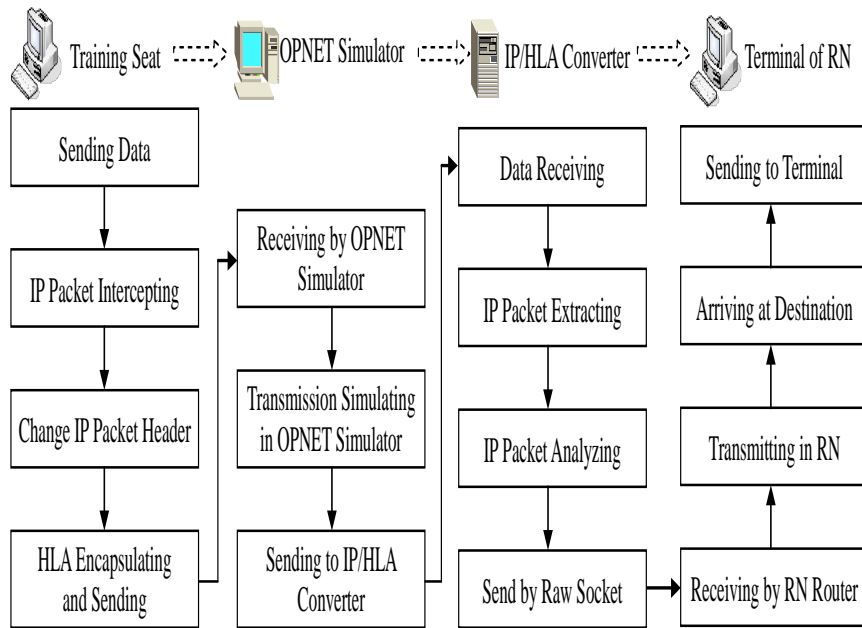 Training Seat
OPNET Simulator
IP/HLA Converter
Terminal of RN
Sending Data
IP Packet Intercepting
Change IP Packet Header
HLA Encapsulating
and Sending
Receiving by OPNET
Simulator
Transmission Simulating
in OPNET Simulator
Sending to IP/HLA
Converter
Data Receiving
IP Packet Extracting
IP Packet Analyzing
Send by Raw Socket
Sending to Terminal
Arriving at Destination
Transmitting in RN
Receiving by RN Router